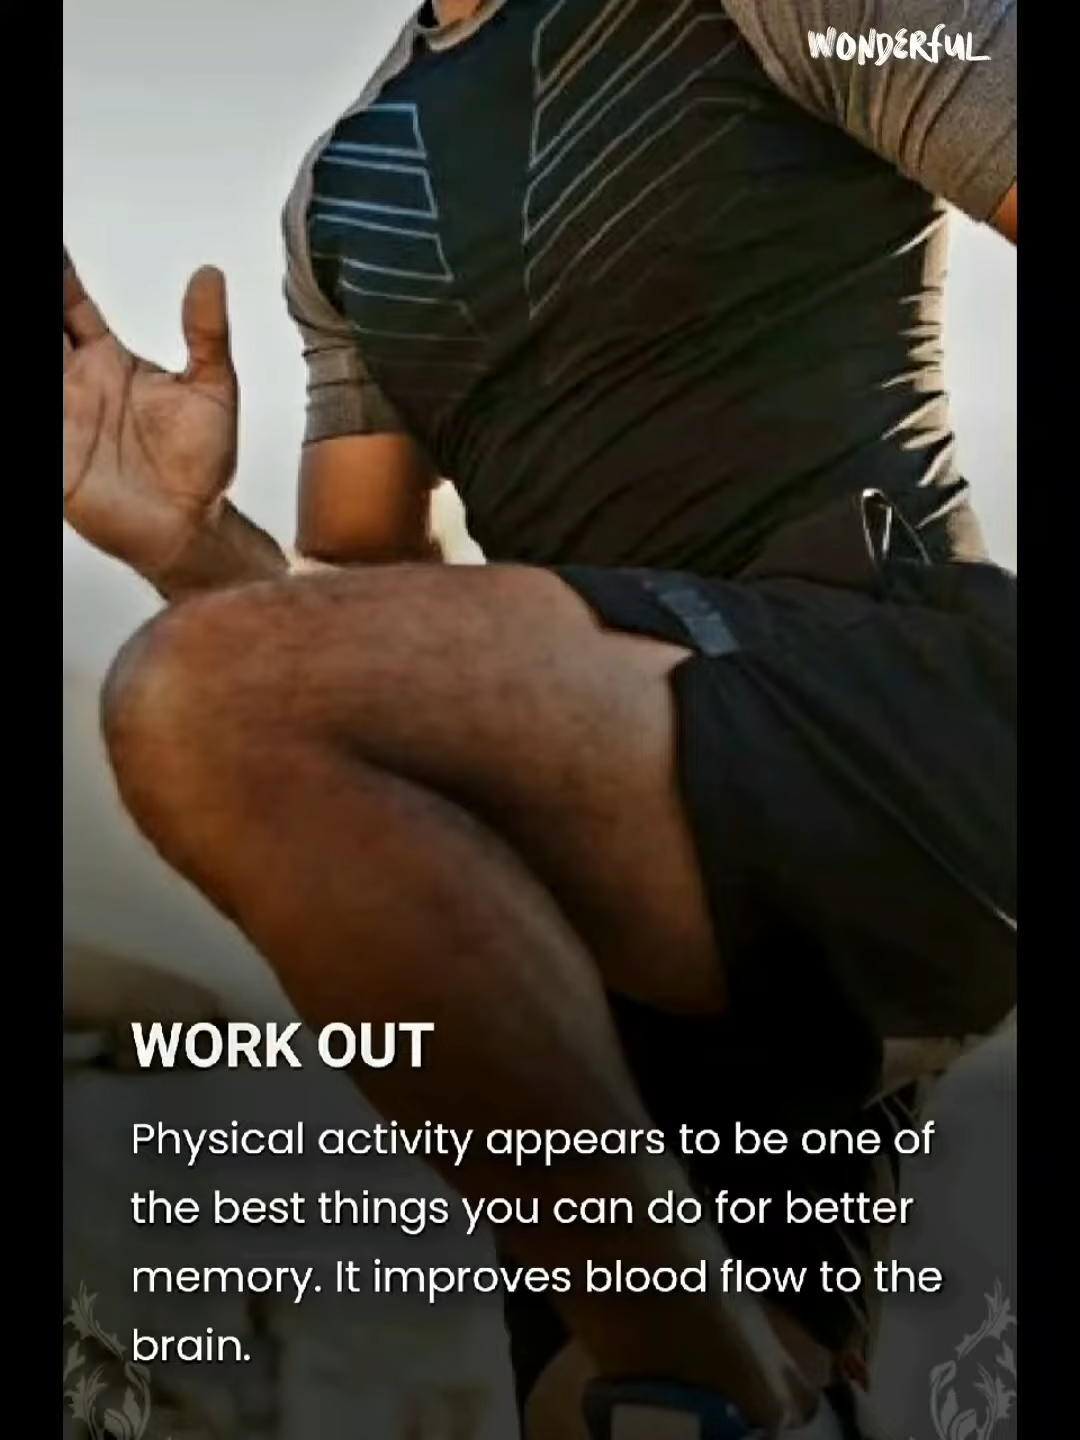 WONDERFUL
WORK OUT
Physical activity appears to be one of
the best things you can do for better
memory. It improves blood flow to the
brain.